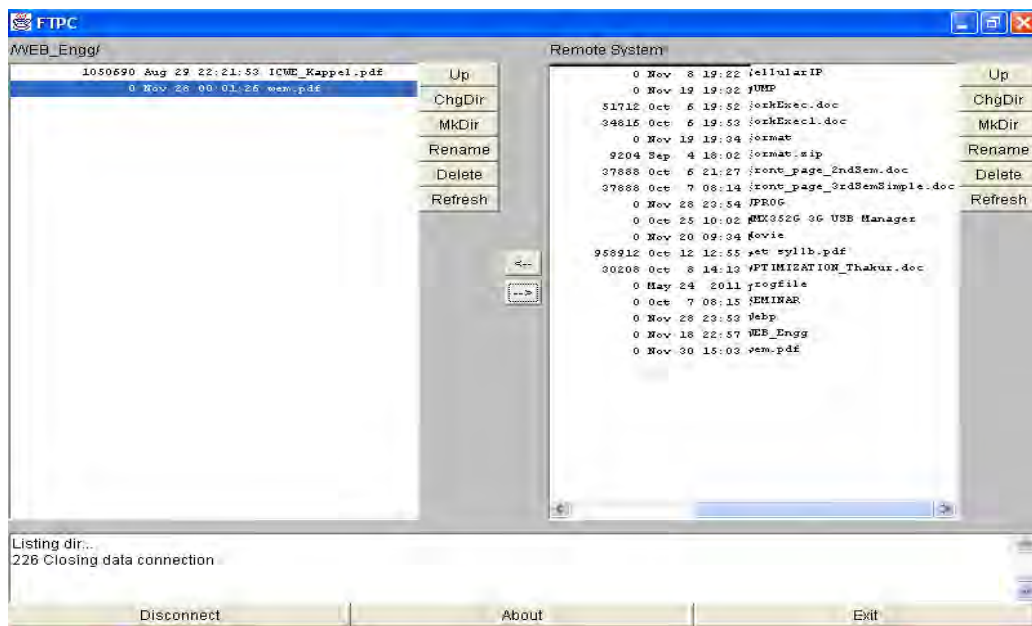 FTPC
/WEB_Engg/
Remote System
1050690 Aug 29 22:21:53 ICWE_Kappel.pdf
0 Nov 28 00:01:26 wem.pdf
Up
ChgDir
MkDir
Rename
Delete
Refresh
<--
-->
0 Nov 8 19:22
0 Nov 19 19:32
51712 Oct 6 19:52 forkExec.doc
34816 Oct 6 19:53 forkExec1.doc
0 Nov 19 19:34 format
9204 Sep 4 18:02 format.zip
37888 Oct 6 21:27 front_page_2ndSem.doc
37888 Oct 7 08:14 front_page_3rdSemSimple.doc
0 Nov 28 23:54
0 Oct 25 10:02 3G USB Manager
0 Nov 20 09:34 Movie
958912 Oct 12 12:55 syllb.pdf
30208 Oct 8 14:13 OPTIMIZATION_Thakur.doc
0 May 24 2011 progfile
0 Oct 7 08:15 SEMINAR
0 Nov 28 23:53 Webp
0 Nov 18 22:57 WEB_Engg
0 Nov 30 15:03 wem.pdf
Up
ChgDir
MkDir
Rename
Delete
Refresh
Listing dir...
226 Closing data connection
Disconnect
About
Exit